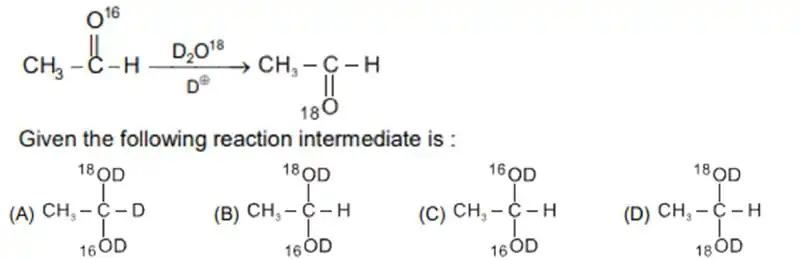 O¹⁶
CH₃ – C – H D₂O¹⁸ CH₃ – C – H
D⊕
₁₈O
Given the following reaction intermediate is :
¹⁸OD ¹⁸OD ¹⁶OD ¹⁸OD
(A) CH₃ – C – D (B) CH₃ – C – H (C) CH₃ – C – H (D) CH₃ – C – H
₁₆OD ₁₆OD ₁₆OD ₁₈OD